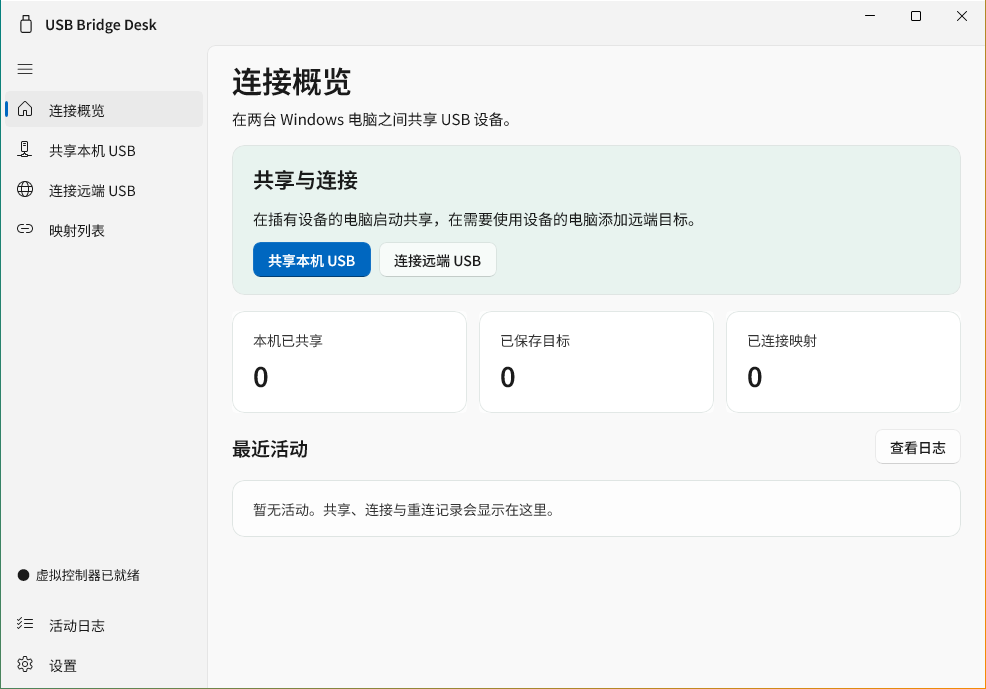 USB Bridge Desk
连接概览
共享本机 USB
连接远端 USB
映射列表
虚拟控制器已就绪
活动日志
设置
连接概览
在两台 Windows 电脑之间共享 USB 设备。
共享与连接
在插有设备的电脑启动共享，在需要使用设备的电脑添加远端目标。
共享本机 USB
连接远端 USB
本机已共享
0
已保存目标
0
已连接映射
0
最近活动
查看日志
暂无活动。共享、连接与重连记录会显示在这里。